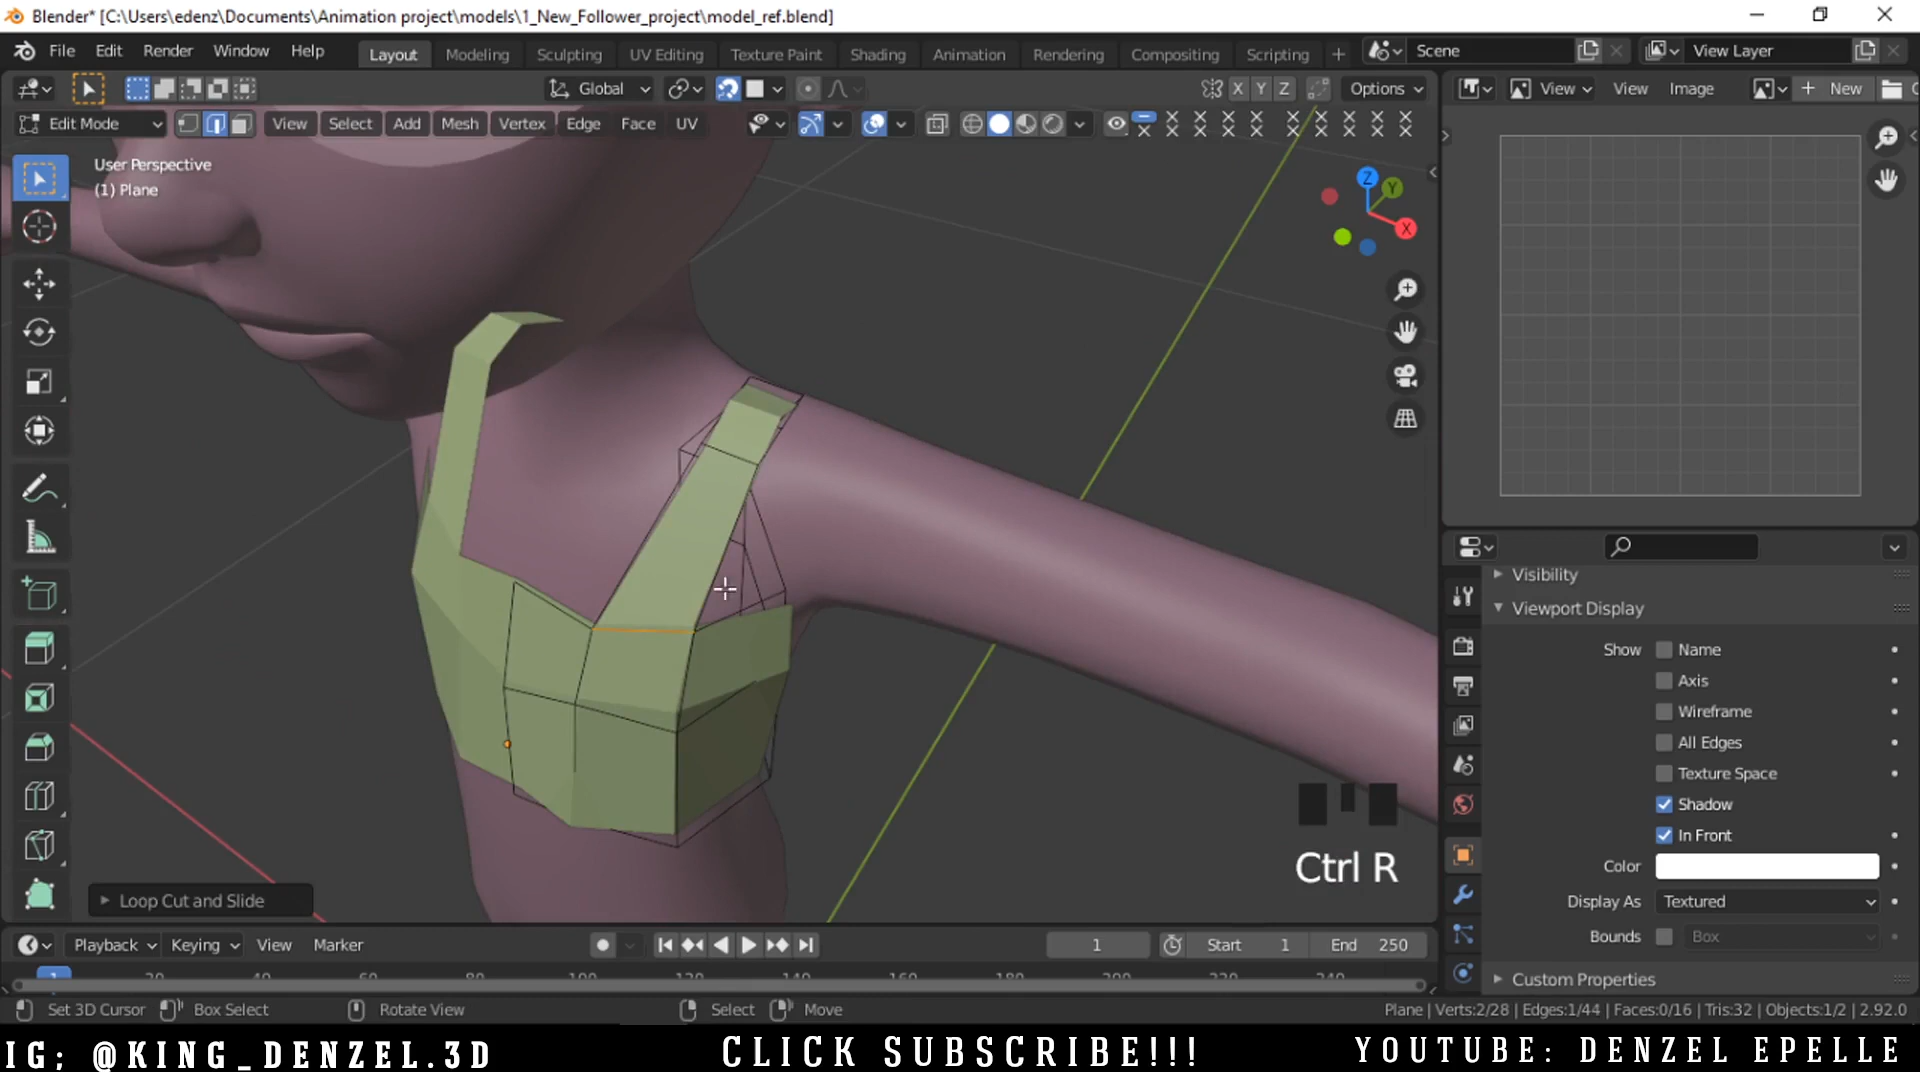 Blender* [C:\Users\edenz\Documents\Animation project\models\1_New_Follower_project\model_ref.blend]
File Edit Render Window Help Layout Modeling Sculpting UV Editing Texture Paint Shading Animation Rendering Compositing Scripting + Scene View Layer
Global X Y Z Options View View Image New
Edit Mode View Select Add Mesh Vertex Edge Face UV
User Perspective
(1) Plane
Z
Y
X
Visibility
Viewport Display
Show Name
Axis
Wireframe
All Edges
Texture Space
Shadow
In Front
Color
Display As Textured
Bounds Box
Custom Properties
Ctrl R
Loop Cut and Slide
Playback Keying View Marker 1 Start 1 End 250
1
Set 3D Cursor Box Select Rotate View Select Move Plane | Verts:2/28 | Edges:1/44 | Faces:0/16 | Tris:32 | Objects:1/2 | 2.92.0
IG; @KING_DENZEL.3D CLICK SUBSCRIBE!!! YOUTUBE: DENZEL EPELLE